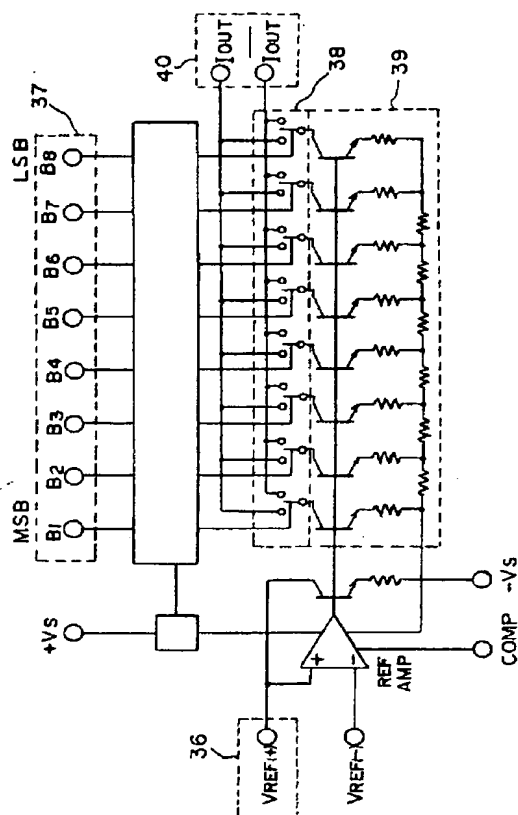 MSB
37
LSB
B1 B2 B3 B4 B5 B6 B7 B8
+Vs
40
IOUT
IOUT
38
39
36
VREF(+)
VREF(-)
+
-
REF
AMP
COMP
-Vs